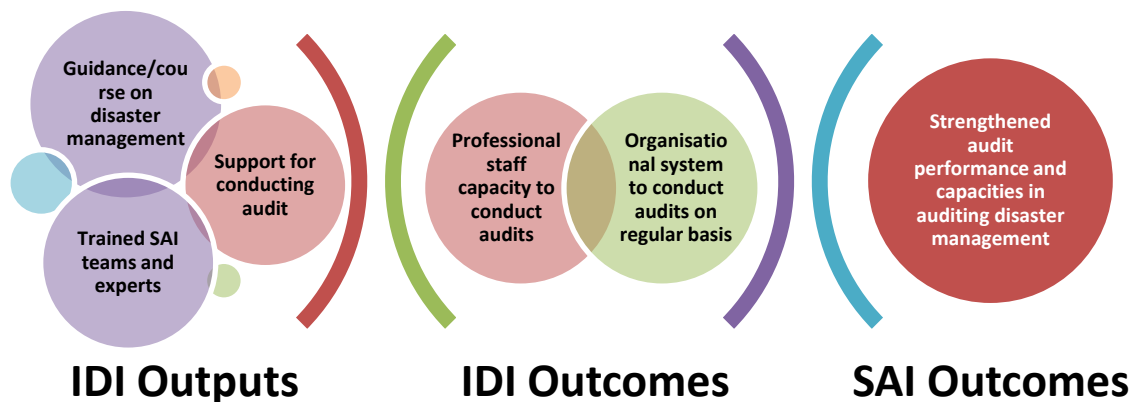 Guidance/cou
rse on
disaster
management
Support for
conducting
audit
Trained SAI
teams and
experts
IDI Outputs
Professional
staff
capacity to
conduct
audits
Organisatio
nal system
to conduct
audits on
regular basis
IDI Outcomes
Strengthened
audit
performance and
capacities in
auditing disaster
management
SAI Outcomes